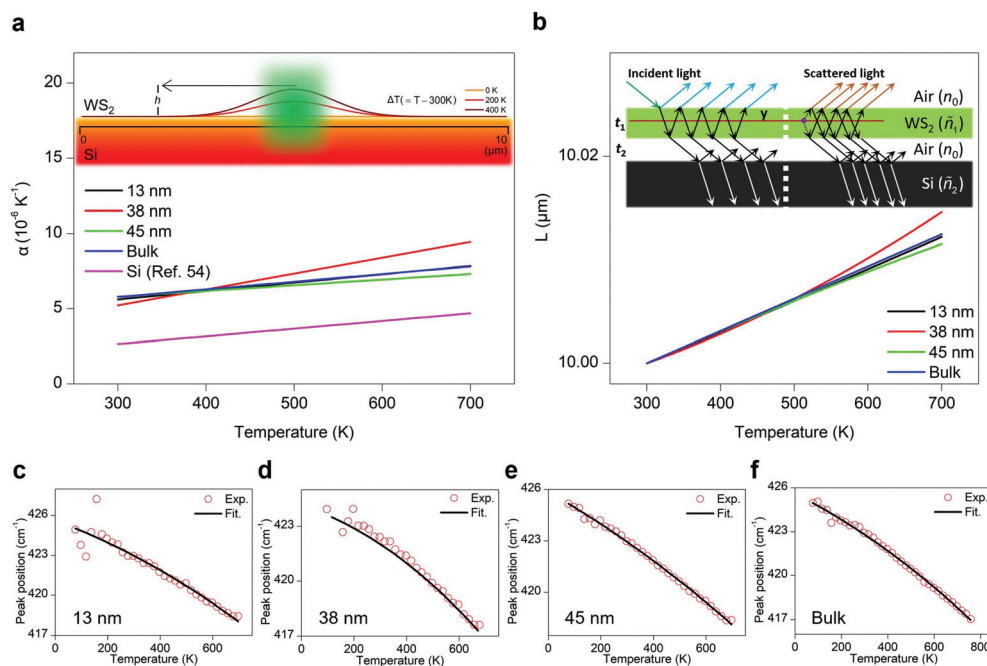 a
20
15
10
5
0
α (10⁻⁶ K⁻¹)
WS₂
h
0 K
200 K
400 K
ΔT(= T − 300K)
0
10
(μm)
Si
13 nm
38 nm
45 nm
Bulk
Si (Ref. 54)
300 400 500 600 700
Temperature (K)
b
Incident light
Scattered light
Air (n₀)
t₁
y
WS₂ (ñ₁)
t₂
Air (n₀)
Si (ñ₂)
10.02
10.00
L (μm)
13 nm
38 nm
45 nm
Bulk
300 400 500 600 700
Temperature (K)
c
426
423
420
417
Peak position (cm⁻¹)
Exp.
Fit.
13 nm
0 200 400 600
Temperature (K)
d
423
420
417
Peak position (cm⁻¹)
Exp.
Fit.
38 nm
0 200 400 600
Temperature (K)
e
426
423
420
Peak position (cm⁻¹)
Exp.
Fit.
45 nm
0 200 400 600
Temperature (K)
f
426
423
420
417
Peak position (cm⁻¹)
Exp.
Fit.
Bulk
0 200 400 600 800
Temperature (K)